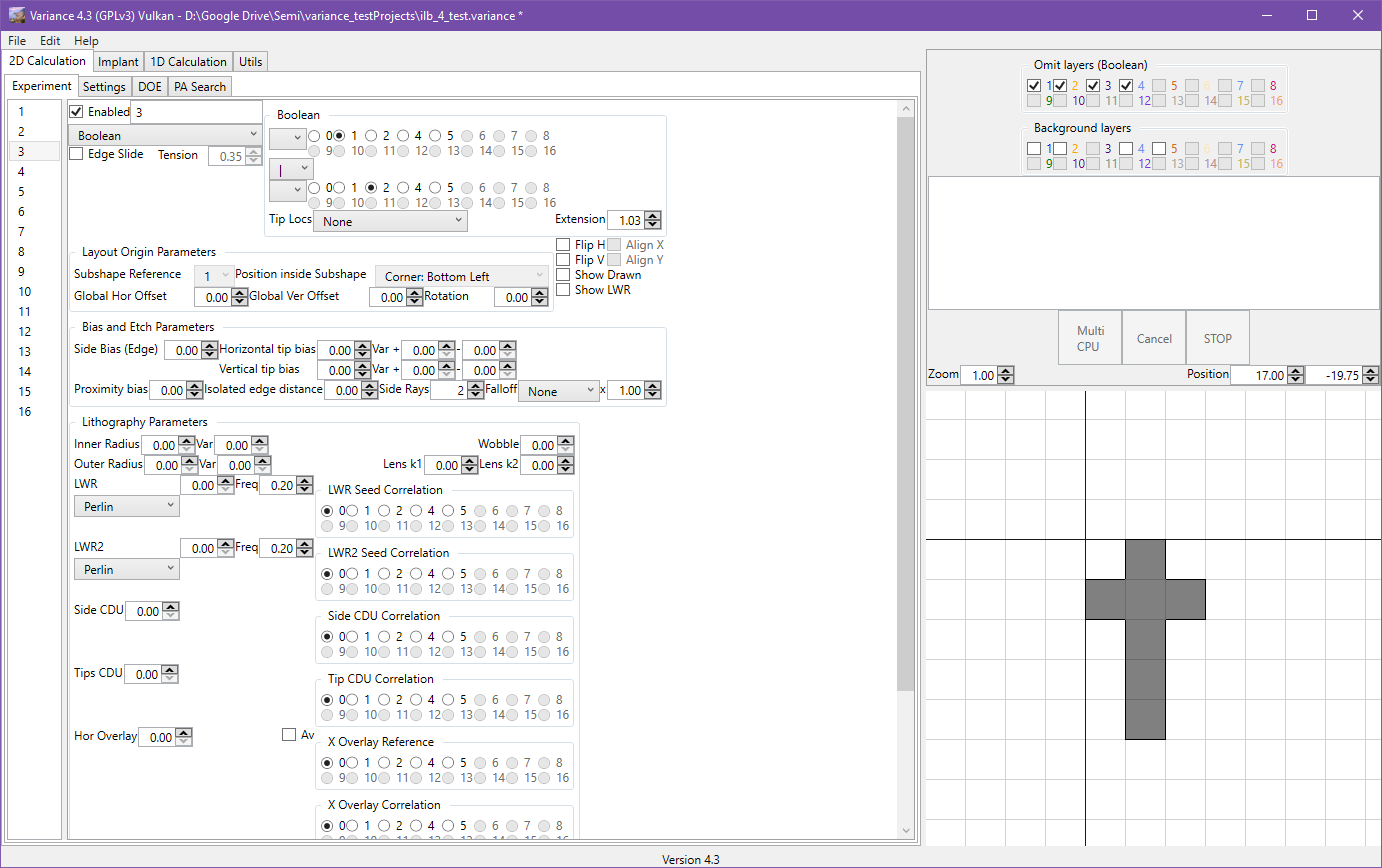 Variance 4.3 (GPLv3) Vulkan - D:\Google Drive\Semi\variance_testProjects\ilb_4_test.variance *
File Edit Help
2D Calculation Implant 1D Calculation Utils
Experiment Settings DOE PA Search
1
2
3
4
5
6
7
8
9
10
11
12
13
14
15
16
Enabled 3
Boolean
Edge Slide Tension 0.35
Boolean
0 1 2 4 5 6 7 8
9 10 11 12 13 14 15 16
|
0 1 2 4 5 6 7 8
9 10 11 12 13 14 15 16
Tip Locs None Extension 1.03
Layout Origin Parameters
Subshape Reference 1 Position inside Subshape Corner: Bottom Left
Global Hor Offset 0.00 Global Ver Offset 0.00 Rotation 0.00
Flip H Align X
Flip V Align Y
Show Drawn
Show LWR
Bias and Etch Parameters
Side Bias (Edge) 0.00 Horizontal tip bias 0.00 Var + 0.00 - 0.00
Vertical tip bias 0.00 Var + 0.00 - 0.00
Proximity bias 0.00 Isolated edge distance 0.00 Side Rays 2 Falloff None x 1.00
Lithography Parameters
Inner Radius 0.00 Var 0.00 Wobble 0.00
Outer Radius 0.00 Var 0.00 Lens k1 0.00 Lens k2 0.00
LWR 0.00 Freq 0.20
Perlin
LWR Seed Correlation
0 1 2 4 5 6 7 8
9 10 11 12 13 14 15 16
LWR2 0.00 Freq 0.20
Perlin
LWR2 Seed Correlation
0 1 2 4 5 6 7 8
9 10 11 12 13 14 15 16
Side CDU 0.00
Side CDU Correlation
0 1 2 4 5 6 7 8
9 10 11 12 13 14 15 16
Tips CDU 0.00
Tip CDU Correlation
0 1 2 4 5 6 7 8
9 10 11 12 13 14 15 16
Hor Overlay 0.00 Av
X Overlay Reference
0 1 2 4 5 6 7 8
9 10 11 12 13 14 15 16
X Overlay Correlation
0 1 2 4 5 6 7 8
Omit layers (Boolean)
1 2 3 4 5 6 7 8
9 10 11 12 13 14 15 16
Background layers
1 2 3 4 5 6 7 8
9 10 11 12 13 14 15 16
Multi CPU
Cancel
STOP
Zoom 1.00 Position 17.00 -19.75
Version 4.3